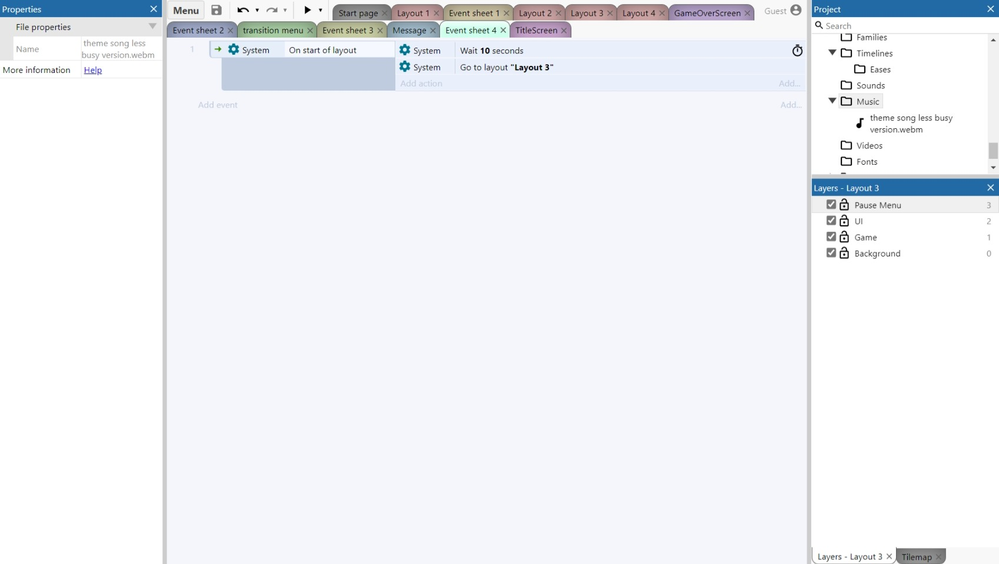 Properties
File properties
Name
theme song less
busy version.webm
More information
Help
Menu
Start page
Layout 1
Event sheet 1
Layout 2
Layout 3
Layout 4
GameOverScreen
Guest
Event sheet 2
transition menu
Event sheet 3
Message
Event sheet 4
TitleScreen
1
System
On start of layout
System
Wait 10 seconds
System
Go to layout "Layout 3"
Add action
Add...
Add event
Add...
Project
Search
Families
Timelines
Eases
Sounds
Music
theme song less busy
version.webm
Videos
Fonts
Layers - Layout 3
Pause Menu 3
UI 2
Game 1
Background 0
Layers - Layout 3
Tilemap